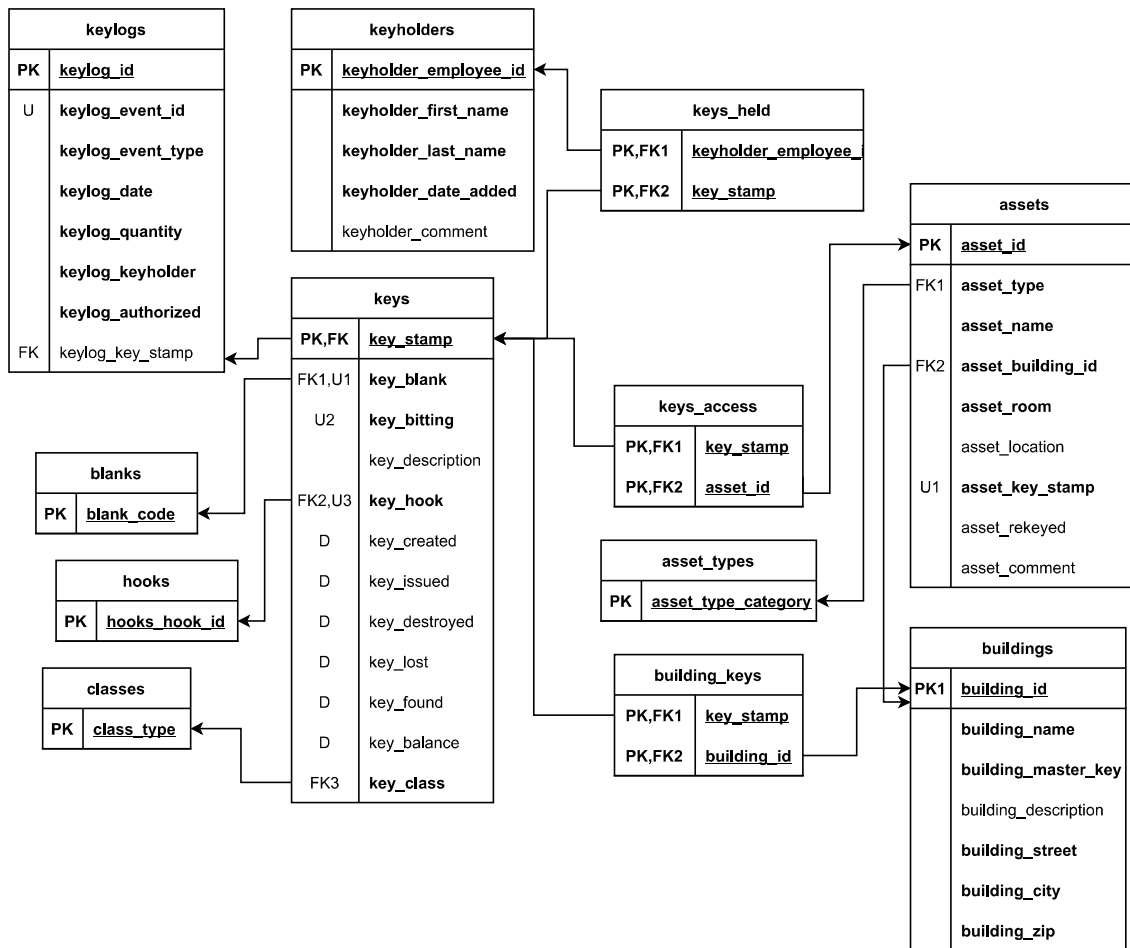 keylogs
PK keylog_id
U keylog_event_id
keylog_event_type
keylog_date
keylog_quantity
keylog_keyholder
keylog_authorized
FK keylog_key_stamp
keyholders
PK keyholder_employee_id
keyholder_first_name
keyholder_last_name
keyholder_date_added
keyholder_comment
keys_held
PK,FK1 keyholder_employee_i
PK,FK2 key_stamp
assets
PK asset_id
FK1 asset_type
asset_name
FK2 asset_building_id
asset_room
asset_location
U1 asset_key_stamp
asset_rekeyed
asset_comment
keys
PK,FK key_stamp
FK1,U1 key_blank
U2 key_bitting
key_description
FK2,U3 key_hook
D key_created
D key_issued
D key_destroyed
D key_lost
D key_found
D key_balance
FK3 key_class
keys_access
PK,FK1 key_stamp
PK,FK2 asset_id
blanks
PK blank_code
hooks
PK hooks_hook_id
classes
PK class_type
asset_types
PK asset_type_category
building_keys
PK,FK1 key_stamp
PK,FK2 building_id
buildings
PK1 building_id
building_name
building_master_key
building_description
building_street
building_city
building_zip